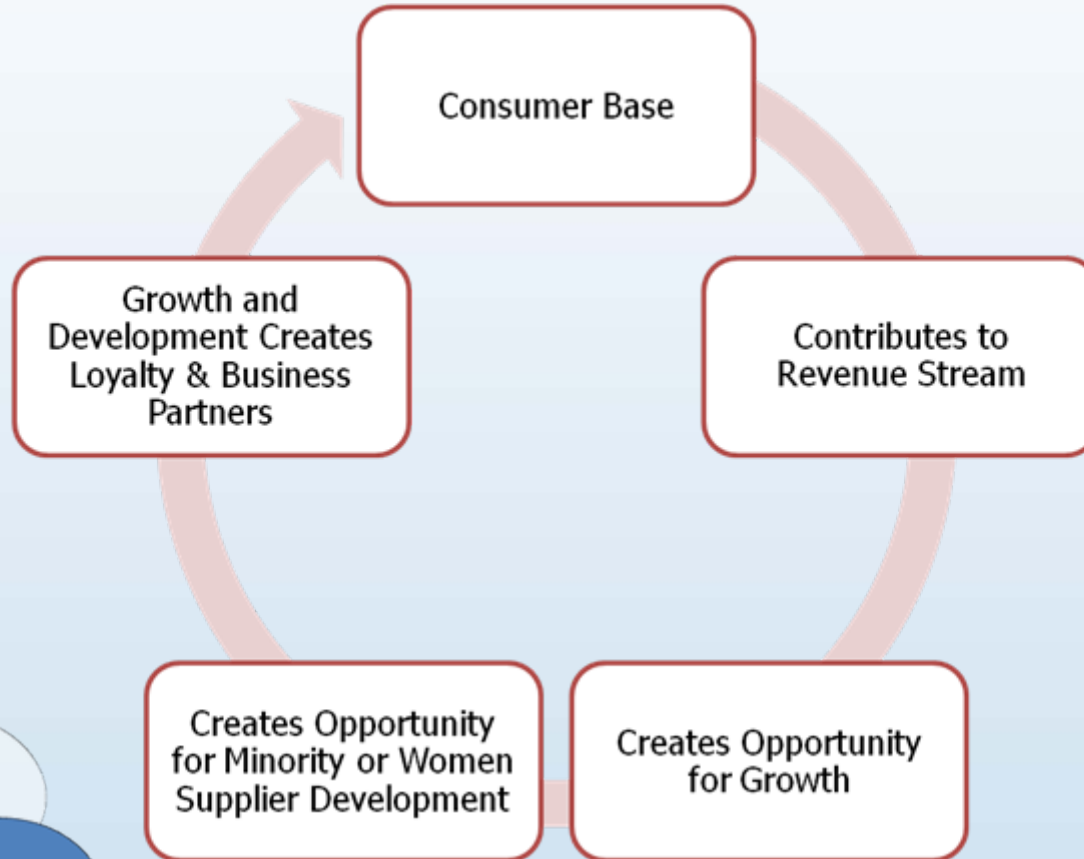 Consumer Base
Contributes to
Revenue Stream
Creates Opportunity
for Growth
Creates Opportunity
for Minority or Women
Supplier Development
Growth and
Development Creates
Loyalty & Business
Partners